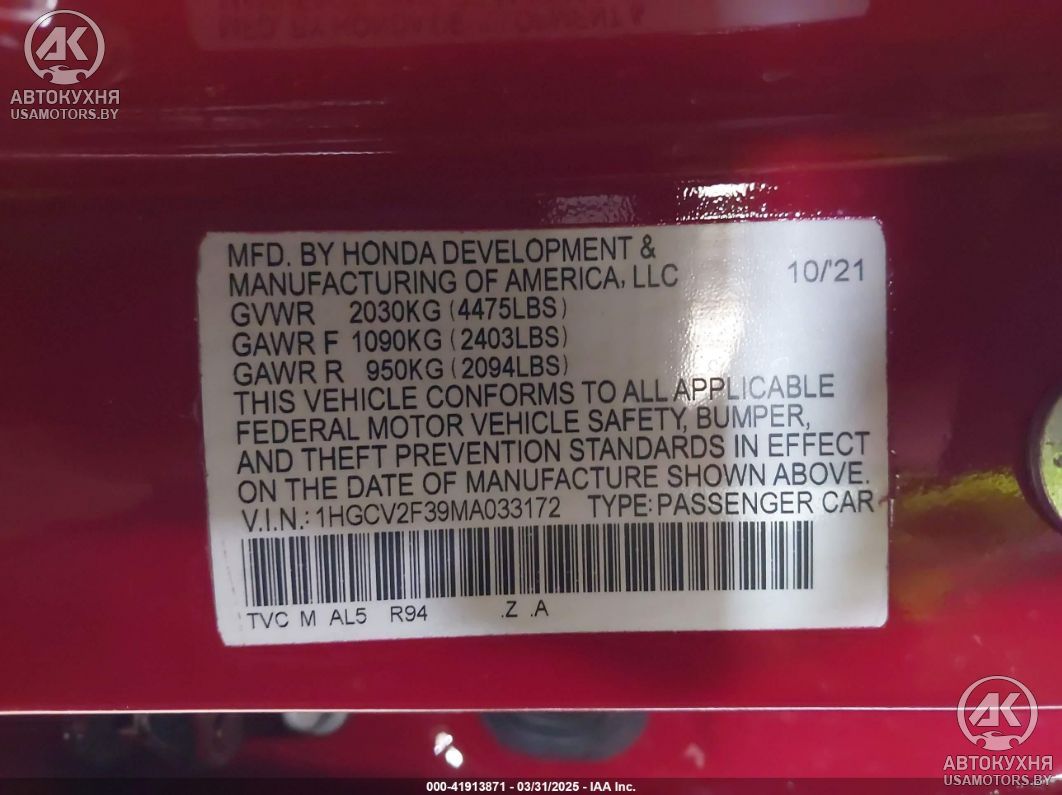 AK
АВТОКУХНЯ
USAMOTORS.BY
MFD. BY HONDA DEVELOPMENT &
MANUFACTURING OF AMERICA, LLC 10/'21
GVWR 2030KG (4475LBS)
GAWR F 1090KG (2403LBS)
GAWR R 950KG (2094LBS)
THIS VEHICLE CONFORMS TO ALL APPLICABLE
FEDERAL MOTOR VEHICLE SAFETY, BUMPER,
AND THEFT PREVENTION STANDARDS IN EFFECT
ON THE DATE OF MANUFACTURE SHOWN ABOVE.
V.I.N.: 1HGCV2F39MA033172 TYPE: PASSENGER CAR
TVC M AL5 R94 .Z .A
AK
АВТОКУХНЯ
USAMOTORS.BY
000-41913871 - 03/31/2025 - IAA Inc.